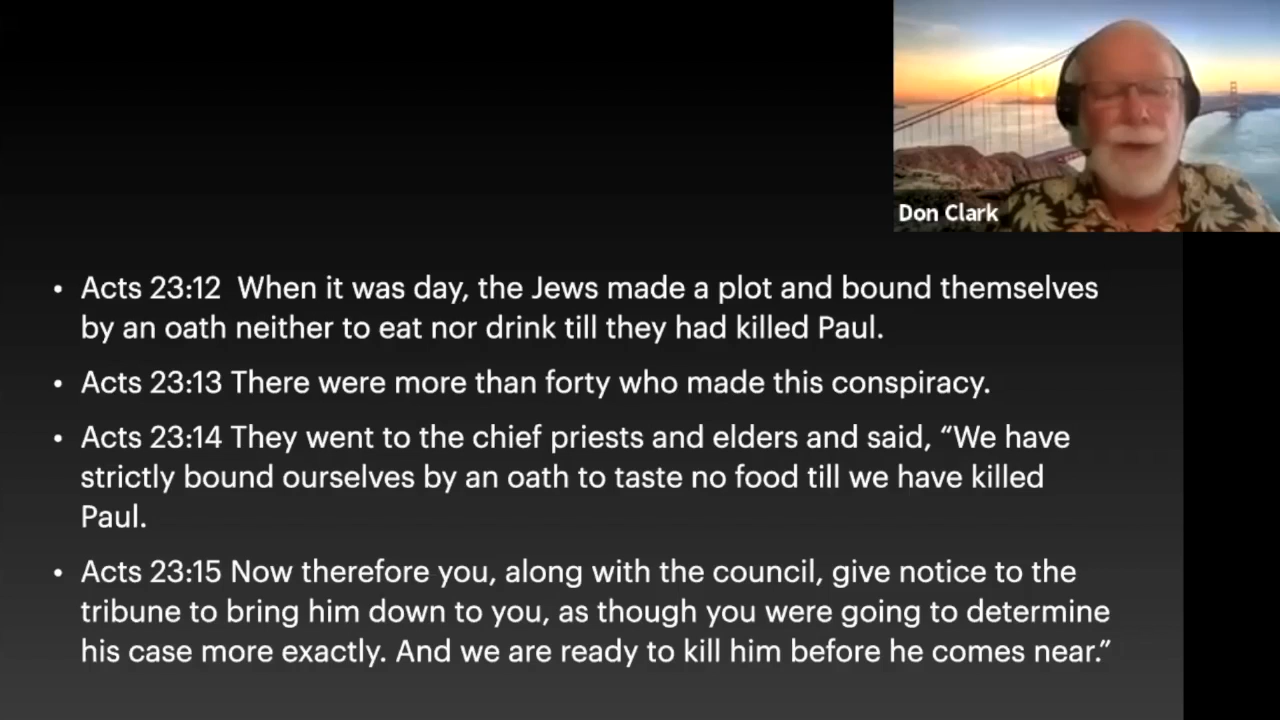 Don Clark
• Acts 23:12  When it was day, the Jews made a plot and bound themselves
by an oath neither to eat nor drink till they had killed Paul.
• Acts 23:13 There were more than forty who made this conspiracy.
• Acts 23:14 They went to the chief priests and elders and said, “We have
strictly bound ourselves by an oath to taste no food till we have killed
Paul.
• Acts 23:15 Now therefore you, along with the council, give notice to the
tribune to bring him down to you, as though you were going to determine
his case more exactly. And we are ready to kill him before he comes near.”